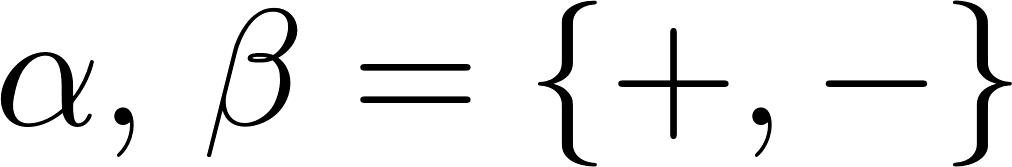 α, β = {+, −}